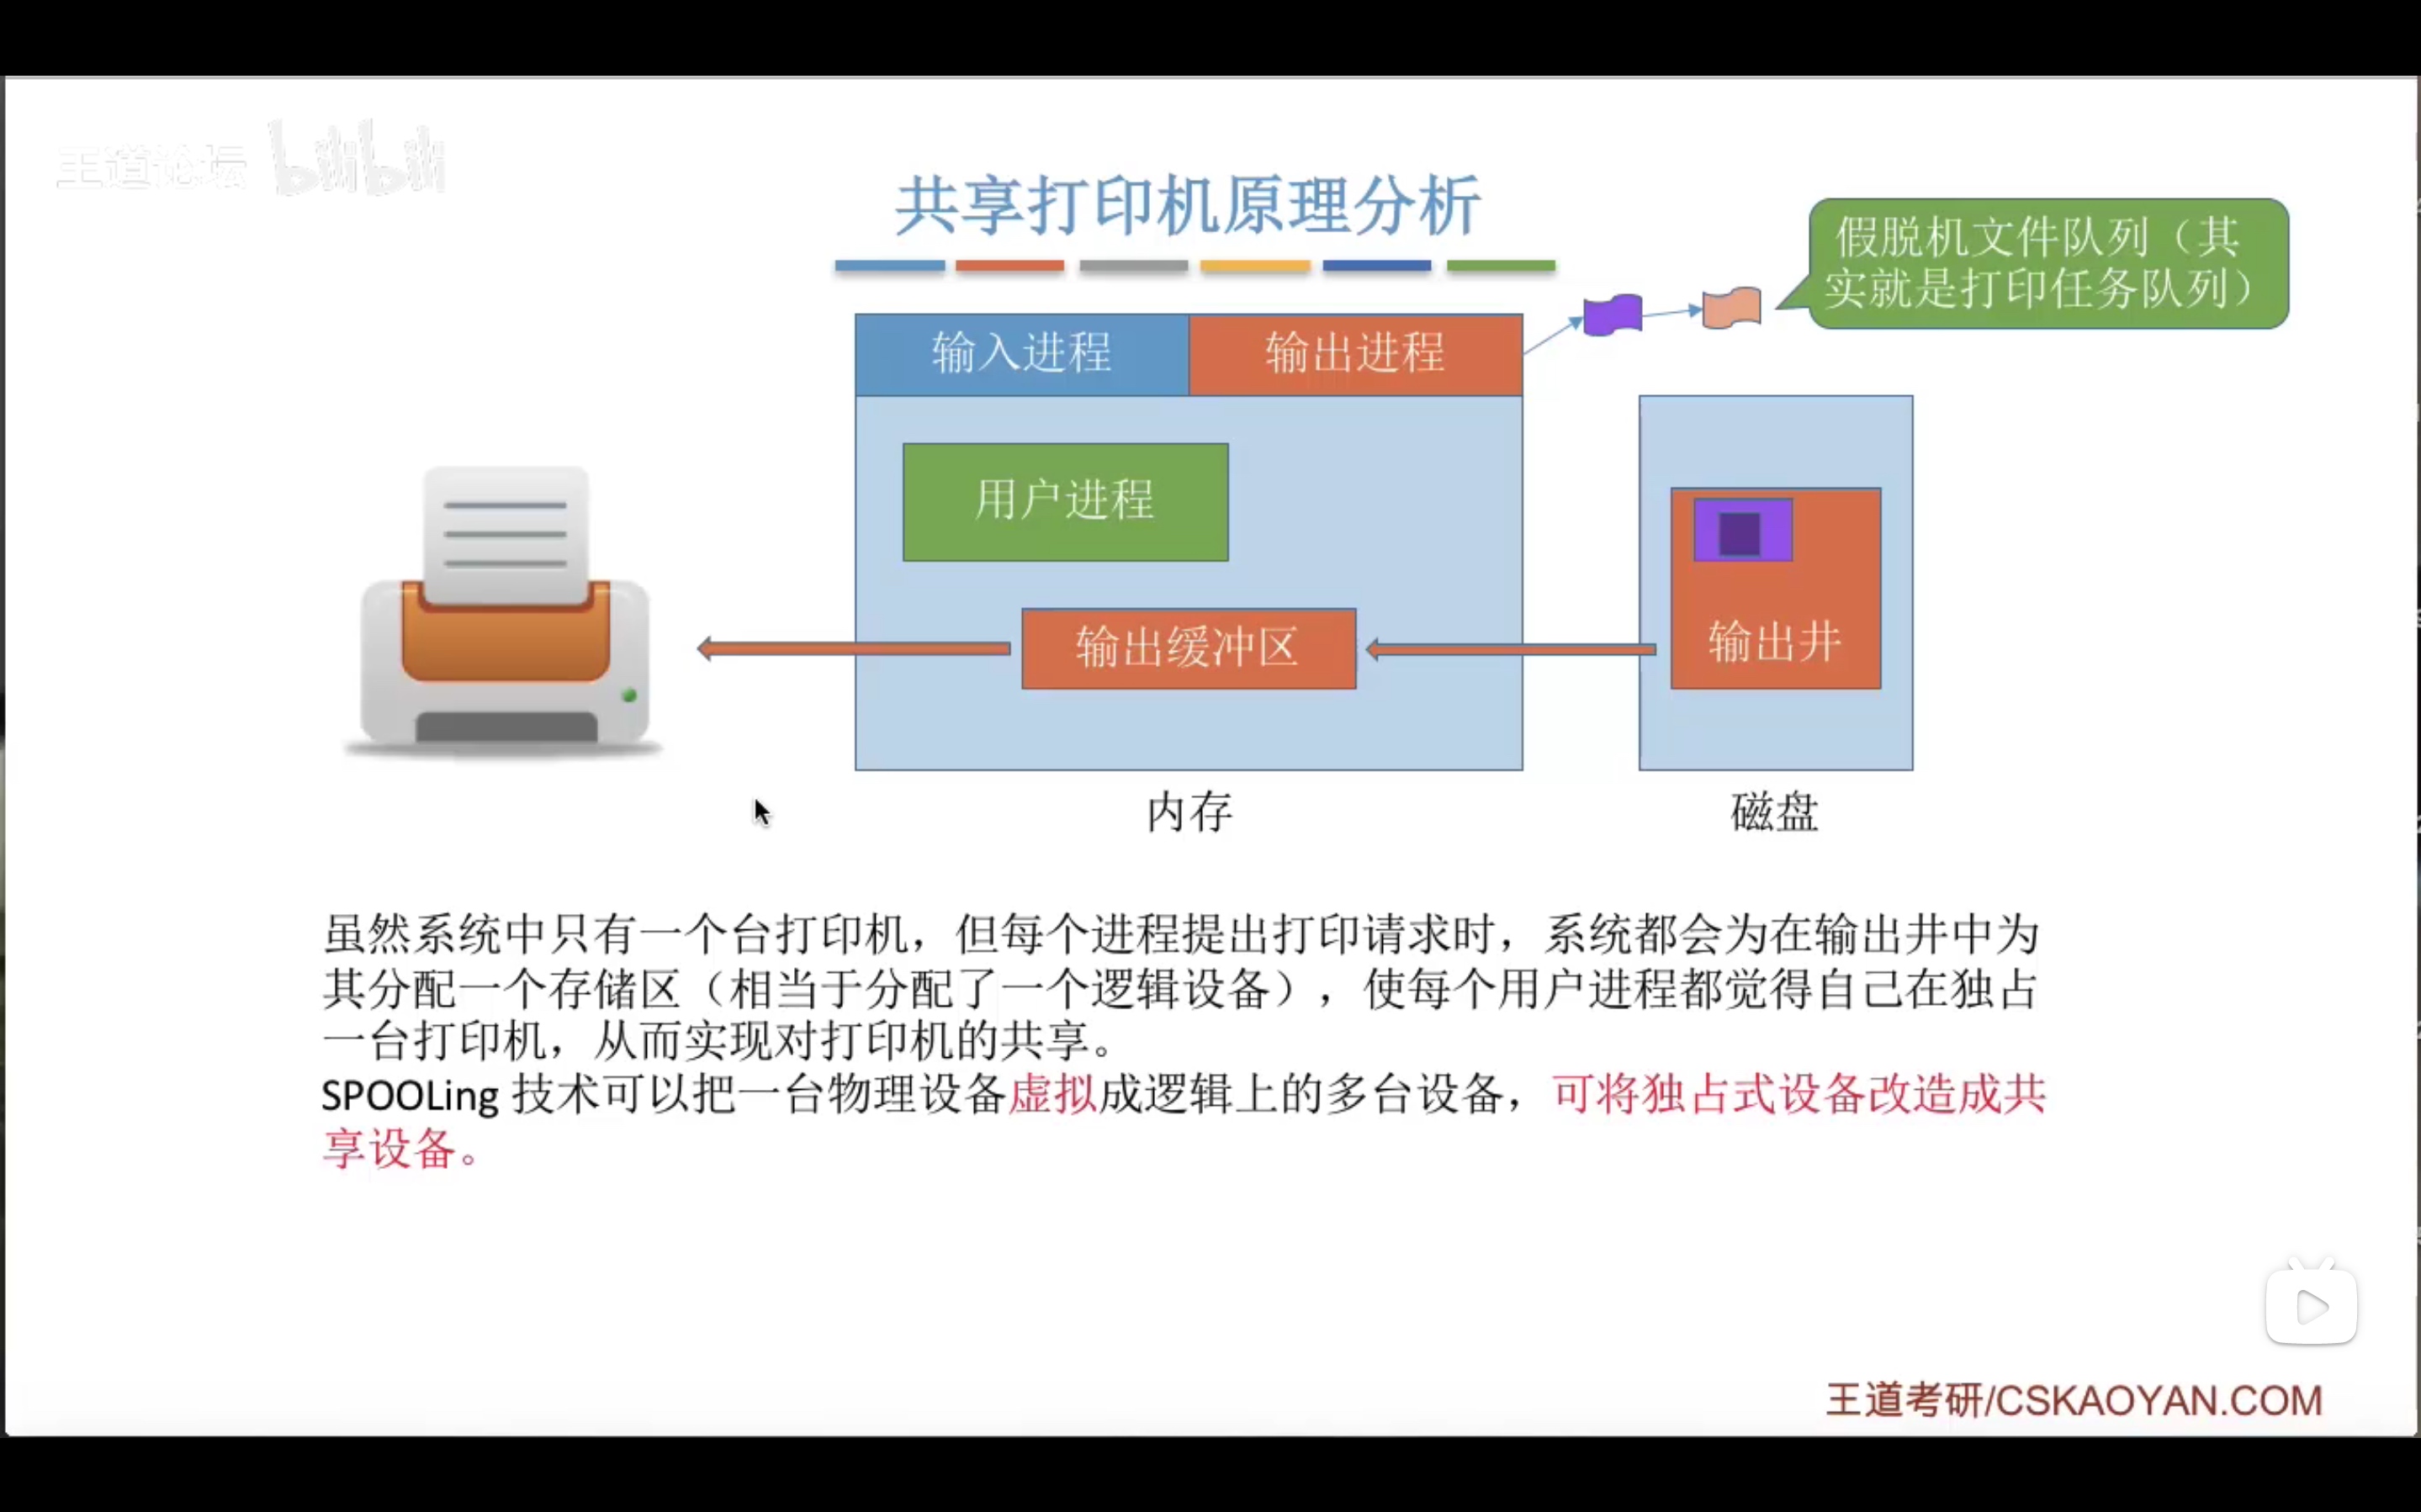 王道论坛 bilibili
共享打印机原理分析
假脱机文件队列（其
实就是打印任务队列）
输入进程
输出进程
用户进程
输出缓冲区
输出井
内存
磁盘
虽然系统中只有一个台打印机，但每个进程提出打印请求时，系统都会为在输出井中为
其分配一个存储区（相当于分配了一个逻辑设备），使每个用户进程都觉得自己在独占
一台打印机，从而实现对打印机的共享。
SPOOLing 技术可以把一台物理设备虚拟成逻辑上的多台设备，可将独占式设备改造成共
享设备。
王道考研/CSKAOYAN.COM